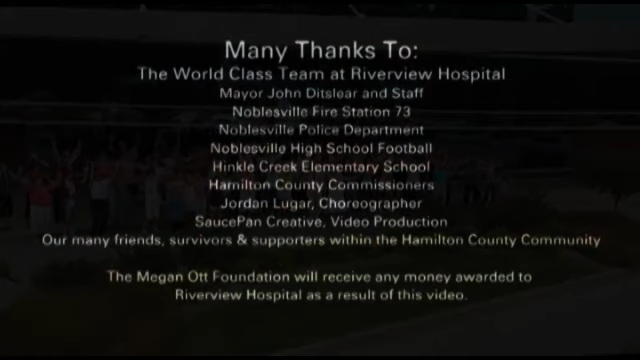 Many Thanks To:
The World Class Team at Riverview Hospital
Mayor John Ditslear and Staff
Noblesville Fire Station 73
Noblesville Police Department
Noblesville High School Football
Hinkle Creek Elementary School
Hamilton County Commissioners
Jordan Lugar, Choreographer
SaucePan Creative, Video Production
Our many friends, survivors & supporters within the Hamilton County Community
The Megan Ott Foundation will receive any money awarded to
Riverview Hospital as a result of this video.